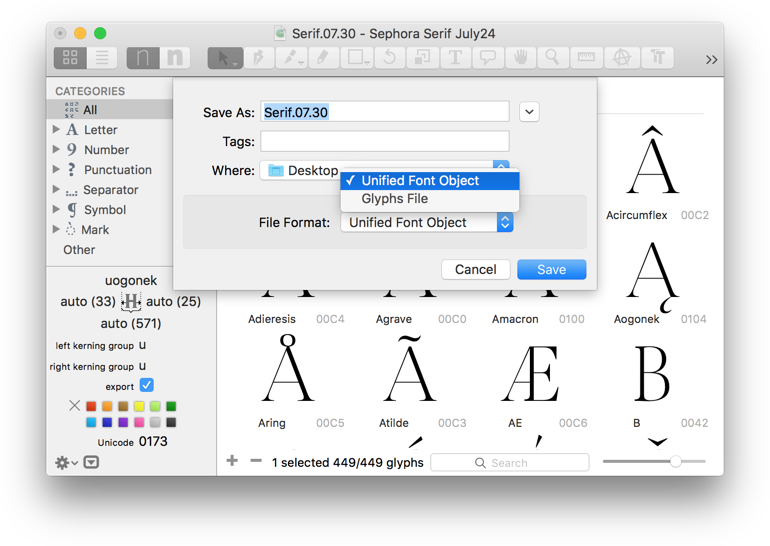 Serif.07.30 - Sephora Serif July24
CATEGORIES
All
Letter
Number
Punctuation
Separator
Symbol
Mark
Other
uogonek
auto (33) H auto (25)
auto (571)
left kerning group u
right kerning group u
export
Unicode 0173
Save As: Serif.07.30
Tags:
Where: Desktop
Unified Font Object
Glyphs File
File Format: Unified Font Object
Cancel Save
Â
Acircumflex 00C2
Ą
Adieresis 00C4 Agrave 00C0 Amacron 0100 Aogonek 0104
Å Ã Æ B
Aring 00C5 Atilde 00C3 AE 00C6 B 0042
1 selected 449/449 glyphs
Search